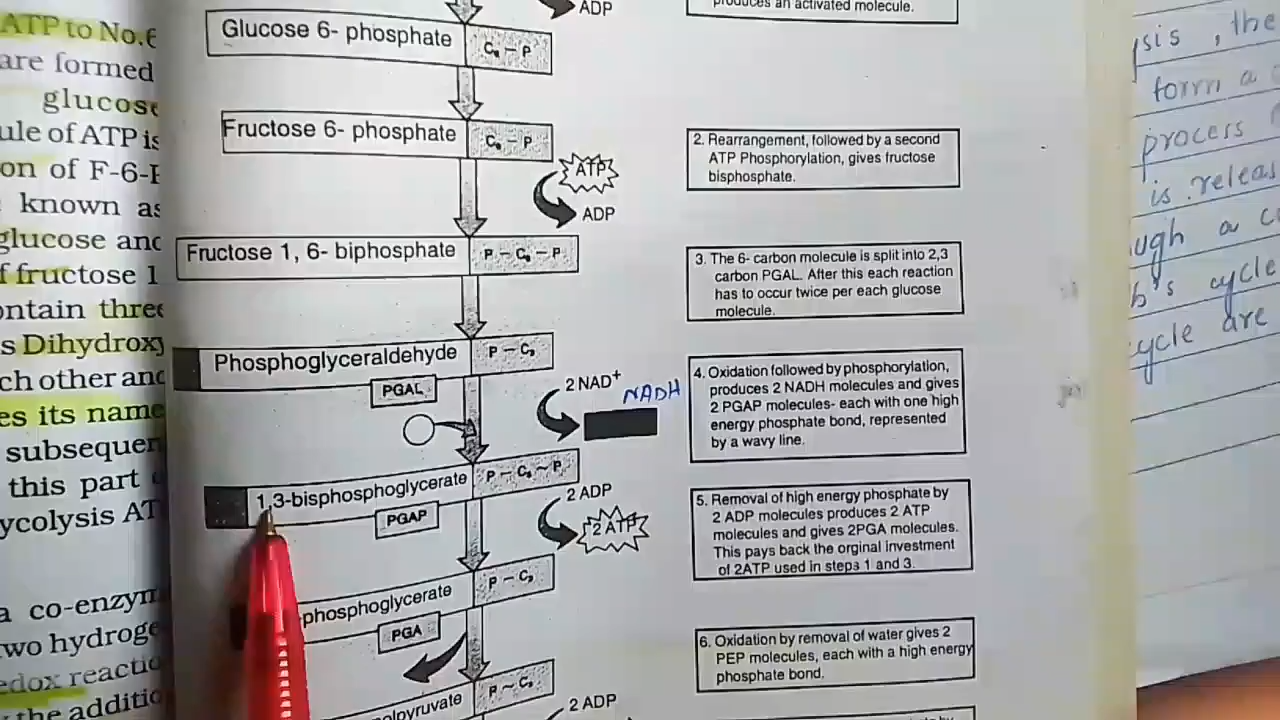 ATP to No.6
are formed
glucose
ule of ATP is
on of F-6-P
known as
glucose and
f fructose 1
ontain three
s Dihydroxy
ch other and
es its name
subsequen
this part
ycolysis AT
a co-enzym
wo hydroge
edox reactio
the additio
ADP
Glucose 6- phosphate
C₆ – P
Fructose 6- phosphate
C₆ – P
ATP
ADP
Fructose 1, 6- biphosphate
P – C₆ – P
Phosphoglyceraldehyde
P – C₃
PGAL
2 NAD⁺
NADH
1,3-bisphosphoglycerate
P – C₃ ~ P
PGAP
2 ADP
2 ATP
-phosphoglycerate
P – C₃
PGA
olpyruvate
P ~ C₃
2 ADP
produces an activated molecule.
2. Rearrangement, followed by a second
ATP Phosphorylation, gives fructose
bisphosphate.
3. The 6- carbon molecule is split into 2,3
carbon PGAL. After this each reaction
has to occur twice per each glucose
molecule.
4. Oxidation followed by phosphorylation,
produces 2 NADH molecules and gives
2 PGAP molecules- each with one high
energy phosphate bond, represented
by a wavy line.
5. Removal of high energy phosphate by
2 ADP molecules produces 2 ATP
molecules and gives 2PGA molecules.
This pays back the orginal investment
of 2ATP used in steps 1 and 3.
6. Oxidation by removal of water gives 2
PEP molecules, each with a high energy
phosphate bond.
sis , the
form a
process
is releas
ugh a c
b's cycle
ycle are